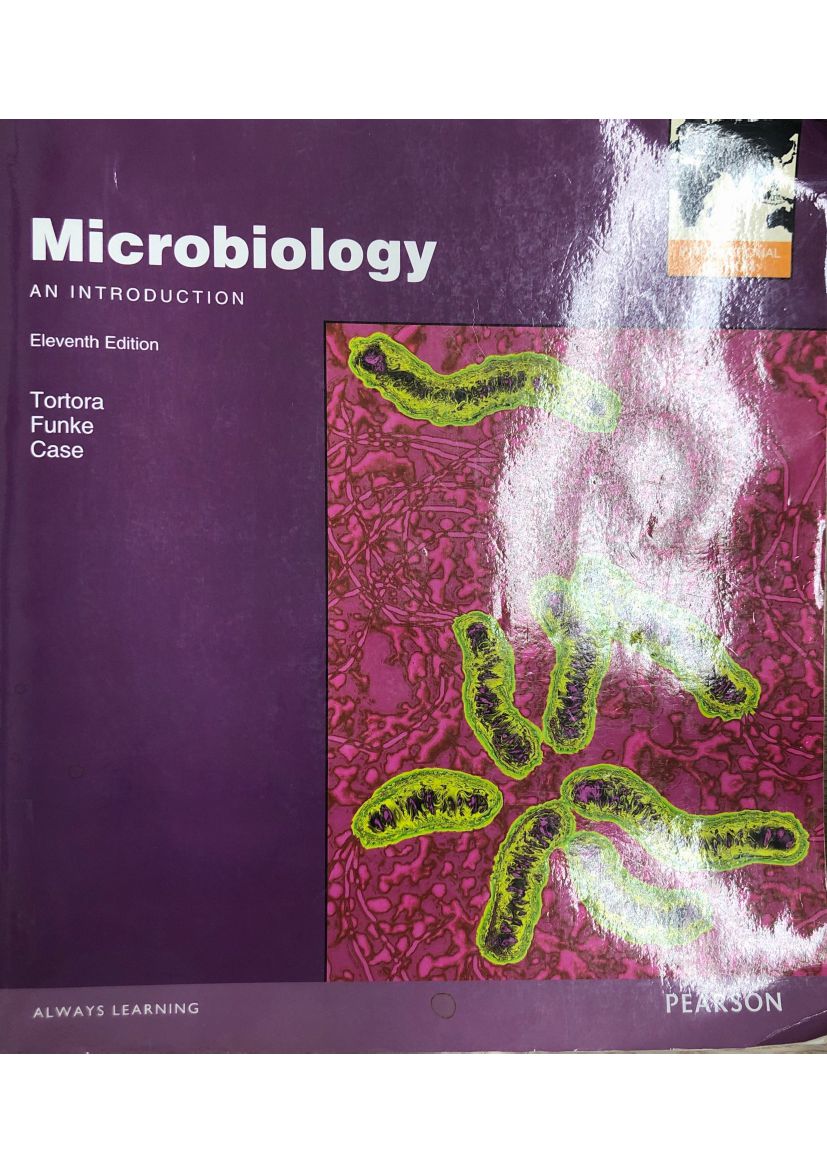 Microbiology
AN INTRODUCTION
Eleventh Edition
Tortora
Funke
Case
ALWAYS LEARNING
PEARSON